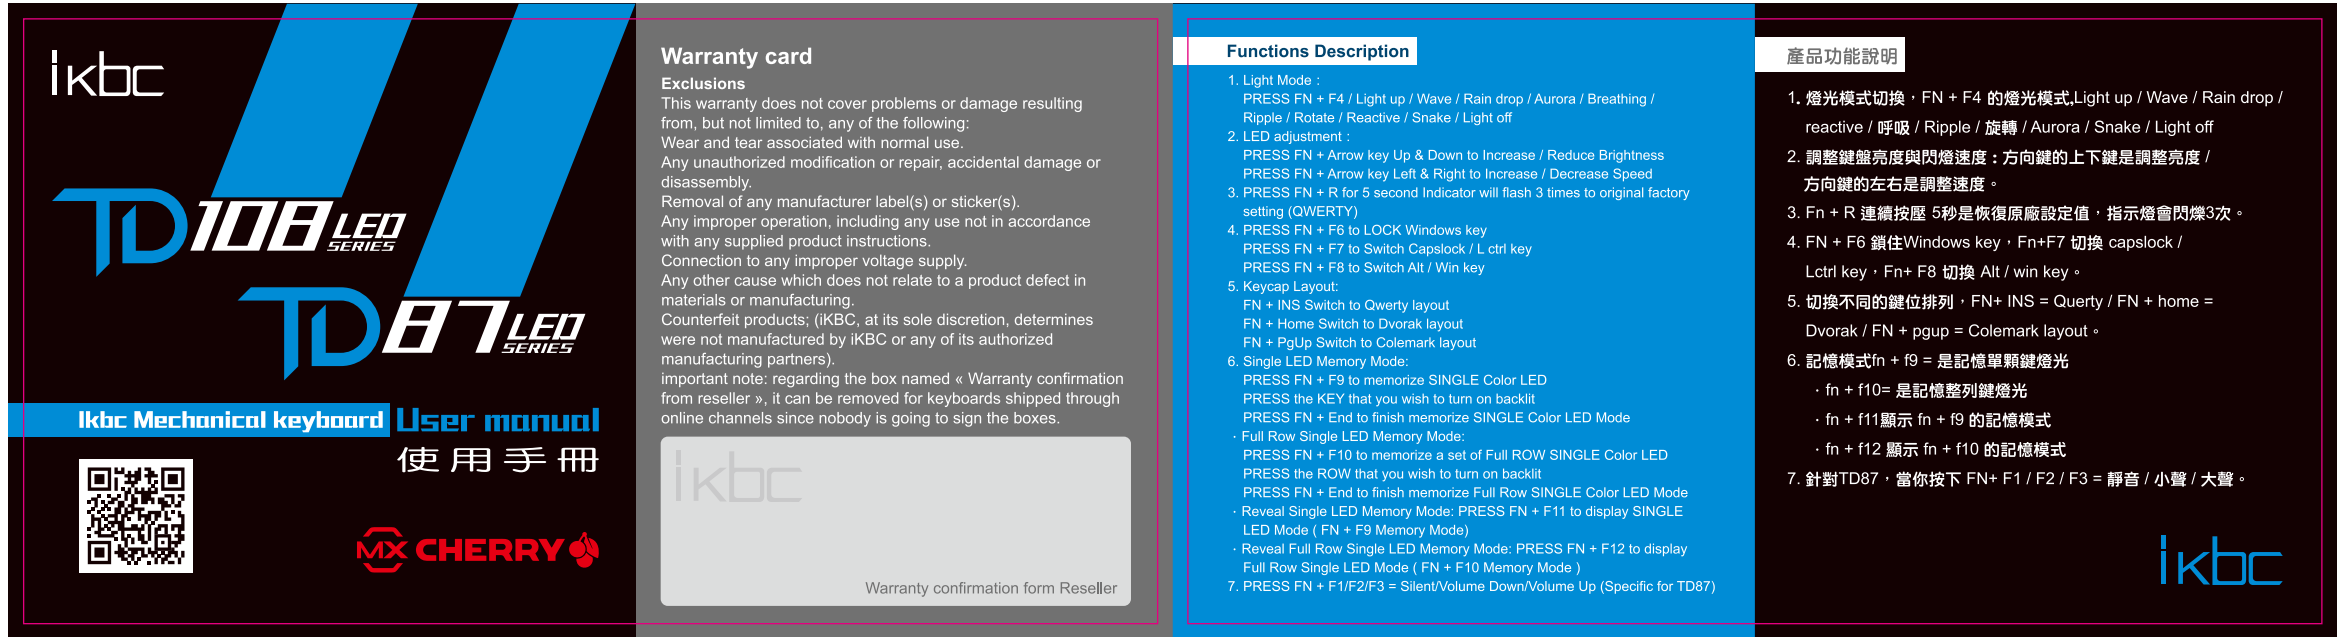 ikbc
TD108 LED
SERIES
TD87 LED
SERIES
Ikbc Mechanical keyboard User manual
使用手冊
MX CHERRY
Warranty card
Exclusions
This warranty does not cover problems or damage resulting
from, but not limited to, any of the following:
Wear and tear associated with normal use.
Any unauthorized modification or repair, accidental damage or
disassembly.
Removal of any manufacturer label(s) or sticker(s).
Any improper operation, including any use not in accordance
with any supplied product instructions.
Connection to any improper voltage supply.
Any other cause which does not relate to a product defect in
materials or manufacturing.
Counterfeit products; (iKBC, at its sole discretion, determines
were not manufactured by iKBC or any of its authorized
manufacturing partners).
important note: regarding the box named « Warranty confirmation
from reseller », it can be removed for keyboards shipped through
online channels since nobody is going to sign the boxes.
ikbc
Warranty confirmation form Reseller
Functions Description
1. Light Mode :
PRESS FN + F4 / Light up / Wave / Rain drop / Aurora / Breathing /
Ripple / Rotate / Reactive / Snake / Light off
2. LED adjustment :
PRESS FN + Arrow key Up & Down to Increase / Reduce Brightness
PRESS FN + Arrow key Left & Right to Increase / Decrease Speed
3. PRESS FN + R for 5 second Indicator will flash 3 times to original factory
setting (QWERTY)
4. PRESS FN + F6 to LOCK Windows key
PRESS FN + F7 to Switch Capslock / L ctrl key
PRESS FN + F8 to Switch Alt / Win key
5. Keycap Layout:
FN + INS Switch to Qwerty layout
FN + Home Switch to Dvorak layout
FN + PgUp Switch to Colemark layout
6. Single LED Memory Mode:
PRESS FN + F9 to memorize SINGLE Color LED
PRESS the KEY that you wish to turn on backlit
PRESS FN + End to finish memorize SINGLE Color LED Mode
· Full Row Single LED Memory Mode:
PRESS FN + F10 to memorize a set of Full ROW SINGLE Color LED
PRESS the ROW that you wish to turn on backlit
PRESS FN + End to finish memorize Full Row SINGLE Color LED Mode
· Reveal Single LED Memory Mode: PRESS FN + F11 to display SINGLE
LED Mode ( FN + F9 Memory Mode)
· Reveal Full Row Single LED Memory Mode: PRESS FN + F12 to display
Full Row Single LED Mode ( FN + F10 Memory Mode )
7. PRESS FN + F1/F2/F3 = Silent/Volume Down/Volume Up (Specific for TD87)
產品功能說明
1. 燈光模式切換，FN + F4 的燈光模式,Light up / Wave / Rain drop /
reactive / 呼吸 / Ripple / 旋轉 / Aurora / Snake / Light off
2. 調整鍵盤亮度與閃燈速度：方向鍵的上下鍵是調整亮度 /
方向鍵的左右是調整速度。
3. Fn + R 連續按壓 5秒是恢復原廠設定值，指示燈會閃爍3次。
4. FN + F6 鎖住Windows key，Fn+F7 切換 capslock /
Lctrl key，Fn+ F8 切換 Alt / win key。
5. 切換不同的鍵位排列，FN+ INS = Querty / FN + home =
Dvorak / FN + pgup = Colemark layout。
6. 記憶模式fn + f9 = 是記憶單顆鍵燈光
· fn + f10= 是記憶整列鍵燈光
· fn + f11顯示 fn + f9 的記憶模式
· fn + f12 顯示 fn + f10 的記憶模式
7. 針對TD87，當你按下 FN+ F1 / F2 / F3 = 靜音 / 小聲 / 大聲。
ikbc